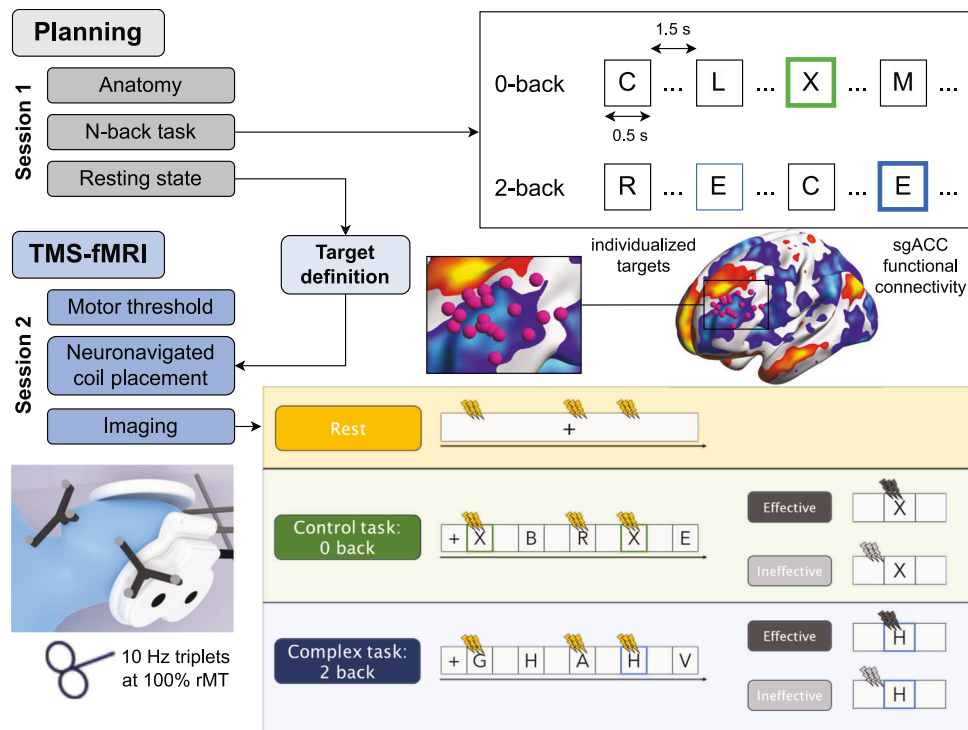 Planning
Session 1
Anatomy
N-back task
Resting state
1.5 s
0-back
C ... L ... X ... M ...
0.5 s
2-back
R ... E ... C ... E ...
TMS-fMRI
Target
definition
individualized
targets
sgACC
functional
connectivity
Session 2
Motor threshold
Neuronavigated
coil placement
Imaging
Rest
+
Control task:
0 back
+ X B R X E
Effective
X
Ineffective
X
Complex task:
2 back
+ G H A H V
Effective
H
Ineffective
H
10 Hz triplets
at 100% rMT